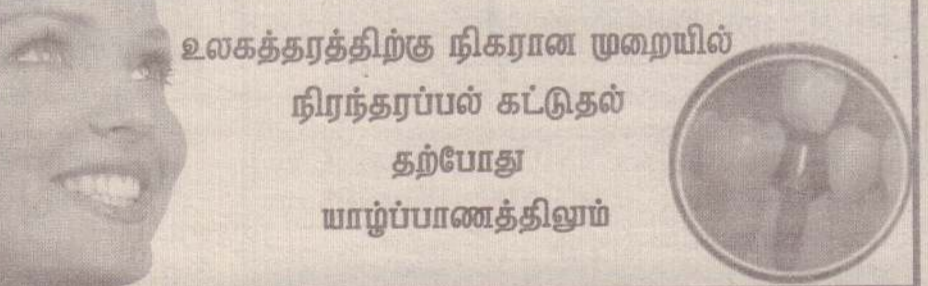 உலகத்தரத்திற்கு நிகரான முறையில்
நிரந்தரப்பல் கட்டுதல்
தற்போது
யாழ்ப்பாணத்திலும்